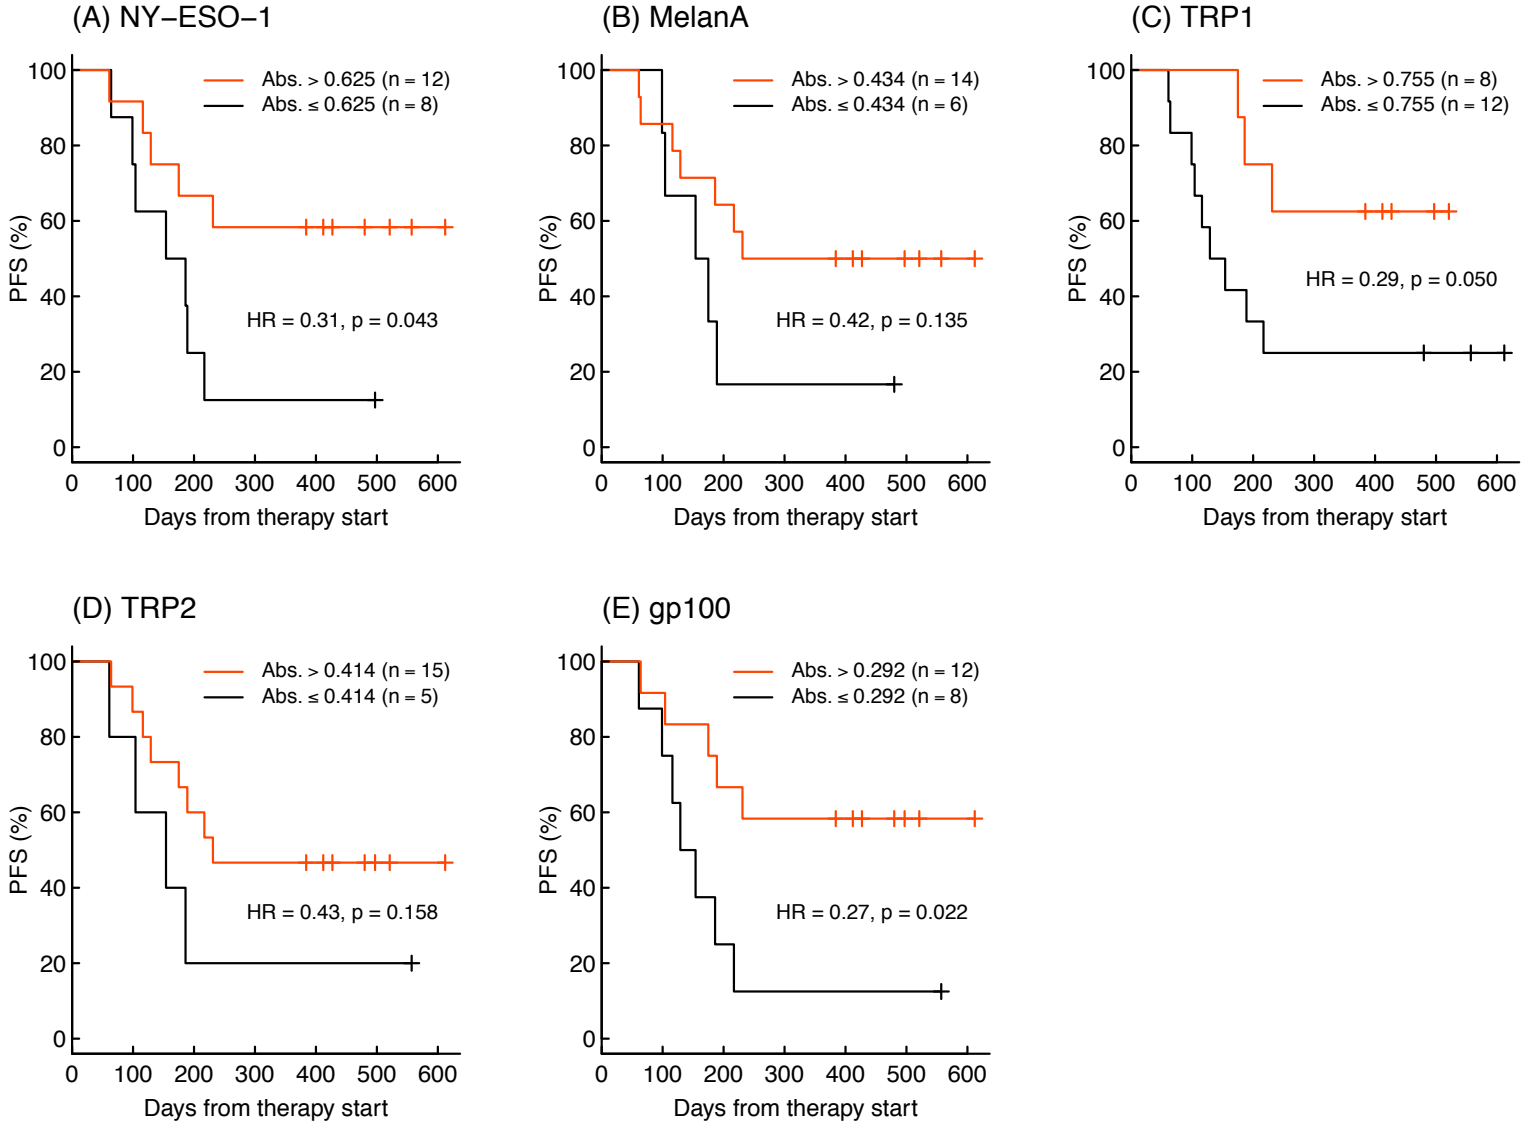 (A) NY−ESO−1
100
80
60
40
20
0
PFS (%)
Abs. > 0.625 (n = 12)
Abs. ≤ 0.625 (n = 8)
HR = 0.31, p = 0.043
0 100 200 300 400 500 600
Days from therapy start
(B) MelanA
100
80
60
40
20
0
PFS (%)
Abs. > 0.434 (n = 14)
Abs. ≤ 0.434 (n = 6)
HR = 0.42, p = 0.135
0 100 200 300 400 500 600
Days from therapy start
(C) TRP1
100
80
60
40
20
0
PFS (%)
Abs. > 0.755 (n = 8)
Abs. ≤ 0.755 (n = 12)
HR = 0.29, p = 0.050
0 100 200 300 400 500 600
Days from therapy start
(D) TRP2
100
80
60
40
20
0
PFS (%)
Abs. > 0.414 (n = 15)
Abs. ≤ 0.414 (n = 5)
HR = 0.43, p = 0.158
0 100 200 300 400 500 600
Days from therapy start
(E) gp100
100
80
60
40
20
0
PFS (%)
Abs. > 0.292 (n = 12)
Abs. ≤ 0.292 (n = 8)
HR = 0.27, p = 0.022
0 100 200 300 400 500 600
Days from therapy start